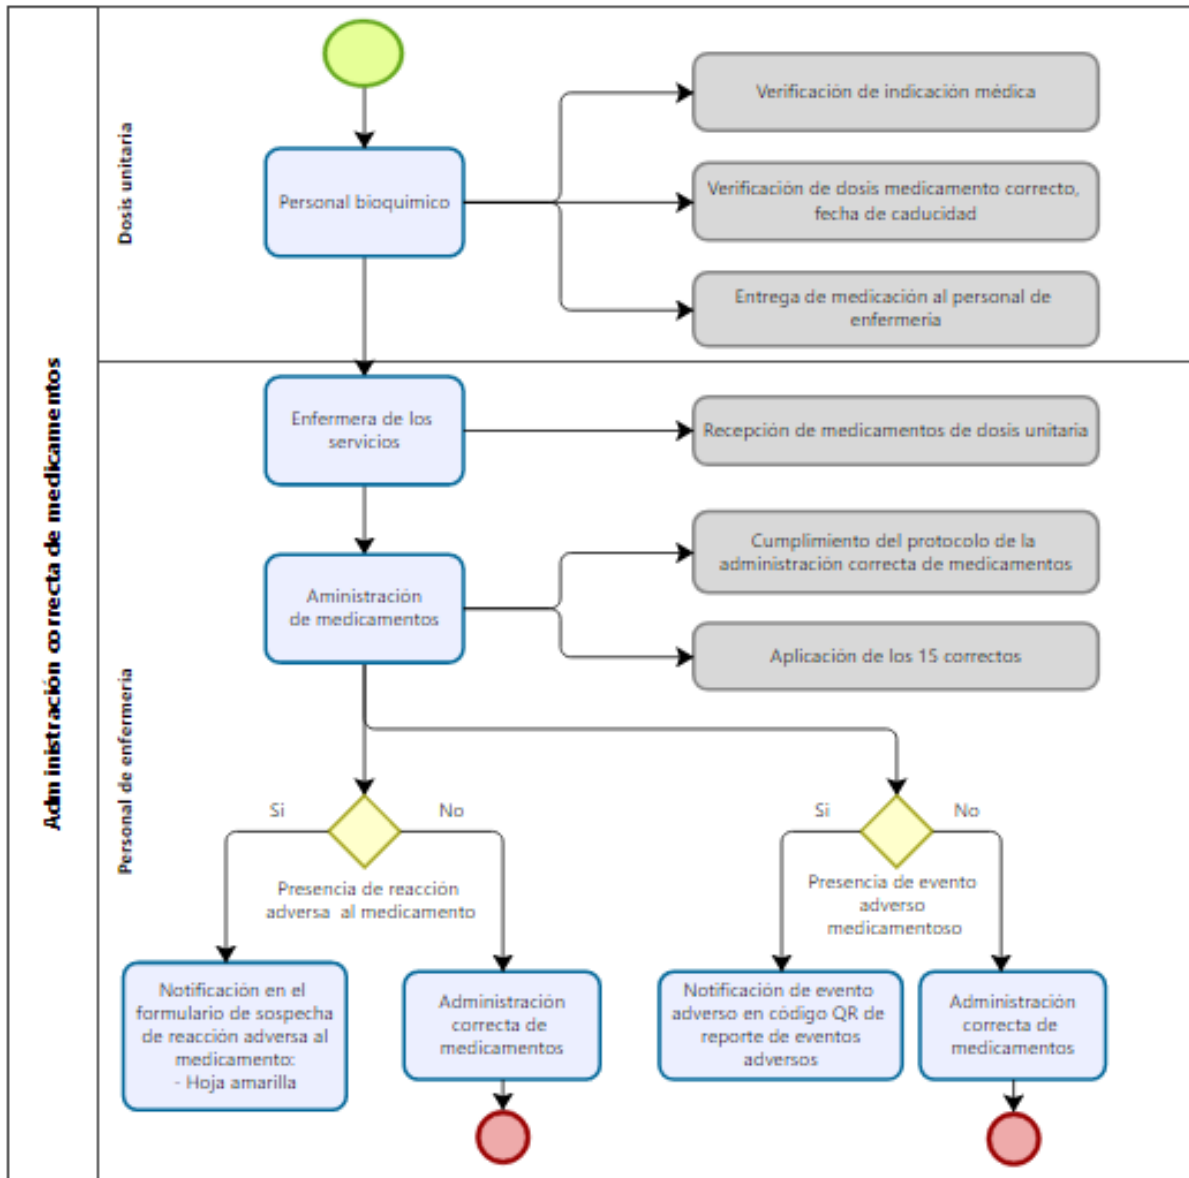 Administración correcta de medicamentos
Dosis unitaria
Personal bioquimico
Verificación de indicación médica
Verificación de dosis medicamento correcto,
fecha de caducidad
Entrega de medicación al personal de
enfermeria
Personal de enfermeria
Enfermera de los
servicios
Recepción de medicamentos de dosis unitaria
Aministración
de medicamentos
Cumplimiento del protocolo de la
administración correcta de medicamentos
Aplicación de los 15 correctos
Si
No
Presencia de reacción
adversa al medicamento
Si
No
Presencia de evento
adverso
medicamentoso
Notificación en el
formulario de sospecha
de reacción adversa al
medicamento:
- Hoja amarilla
Administración
correcta de
medicamentos
Notificación de evento
adverso en código QR de
reporte de eventos
adversos
Administración
correcta de
medicamentos